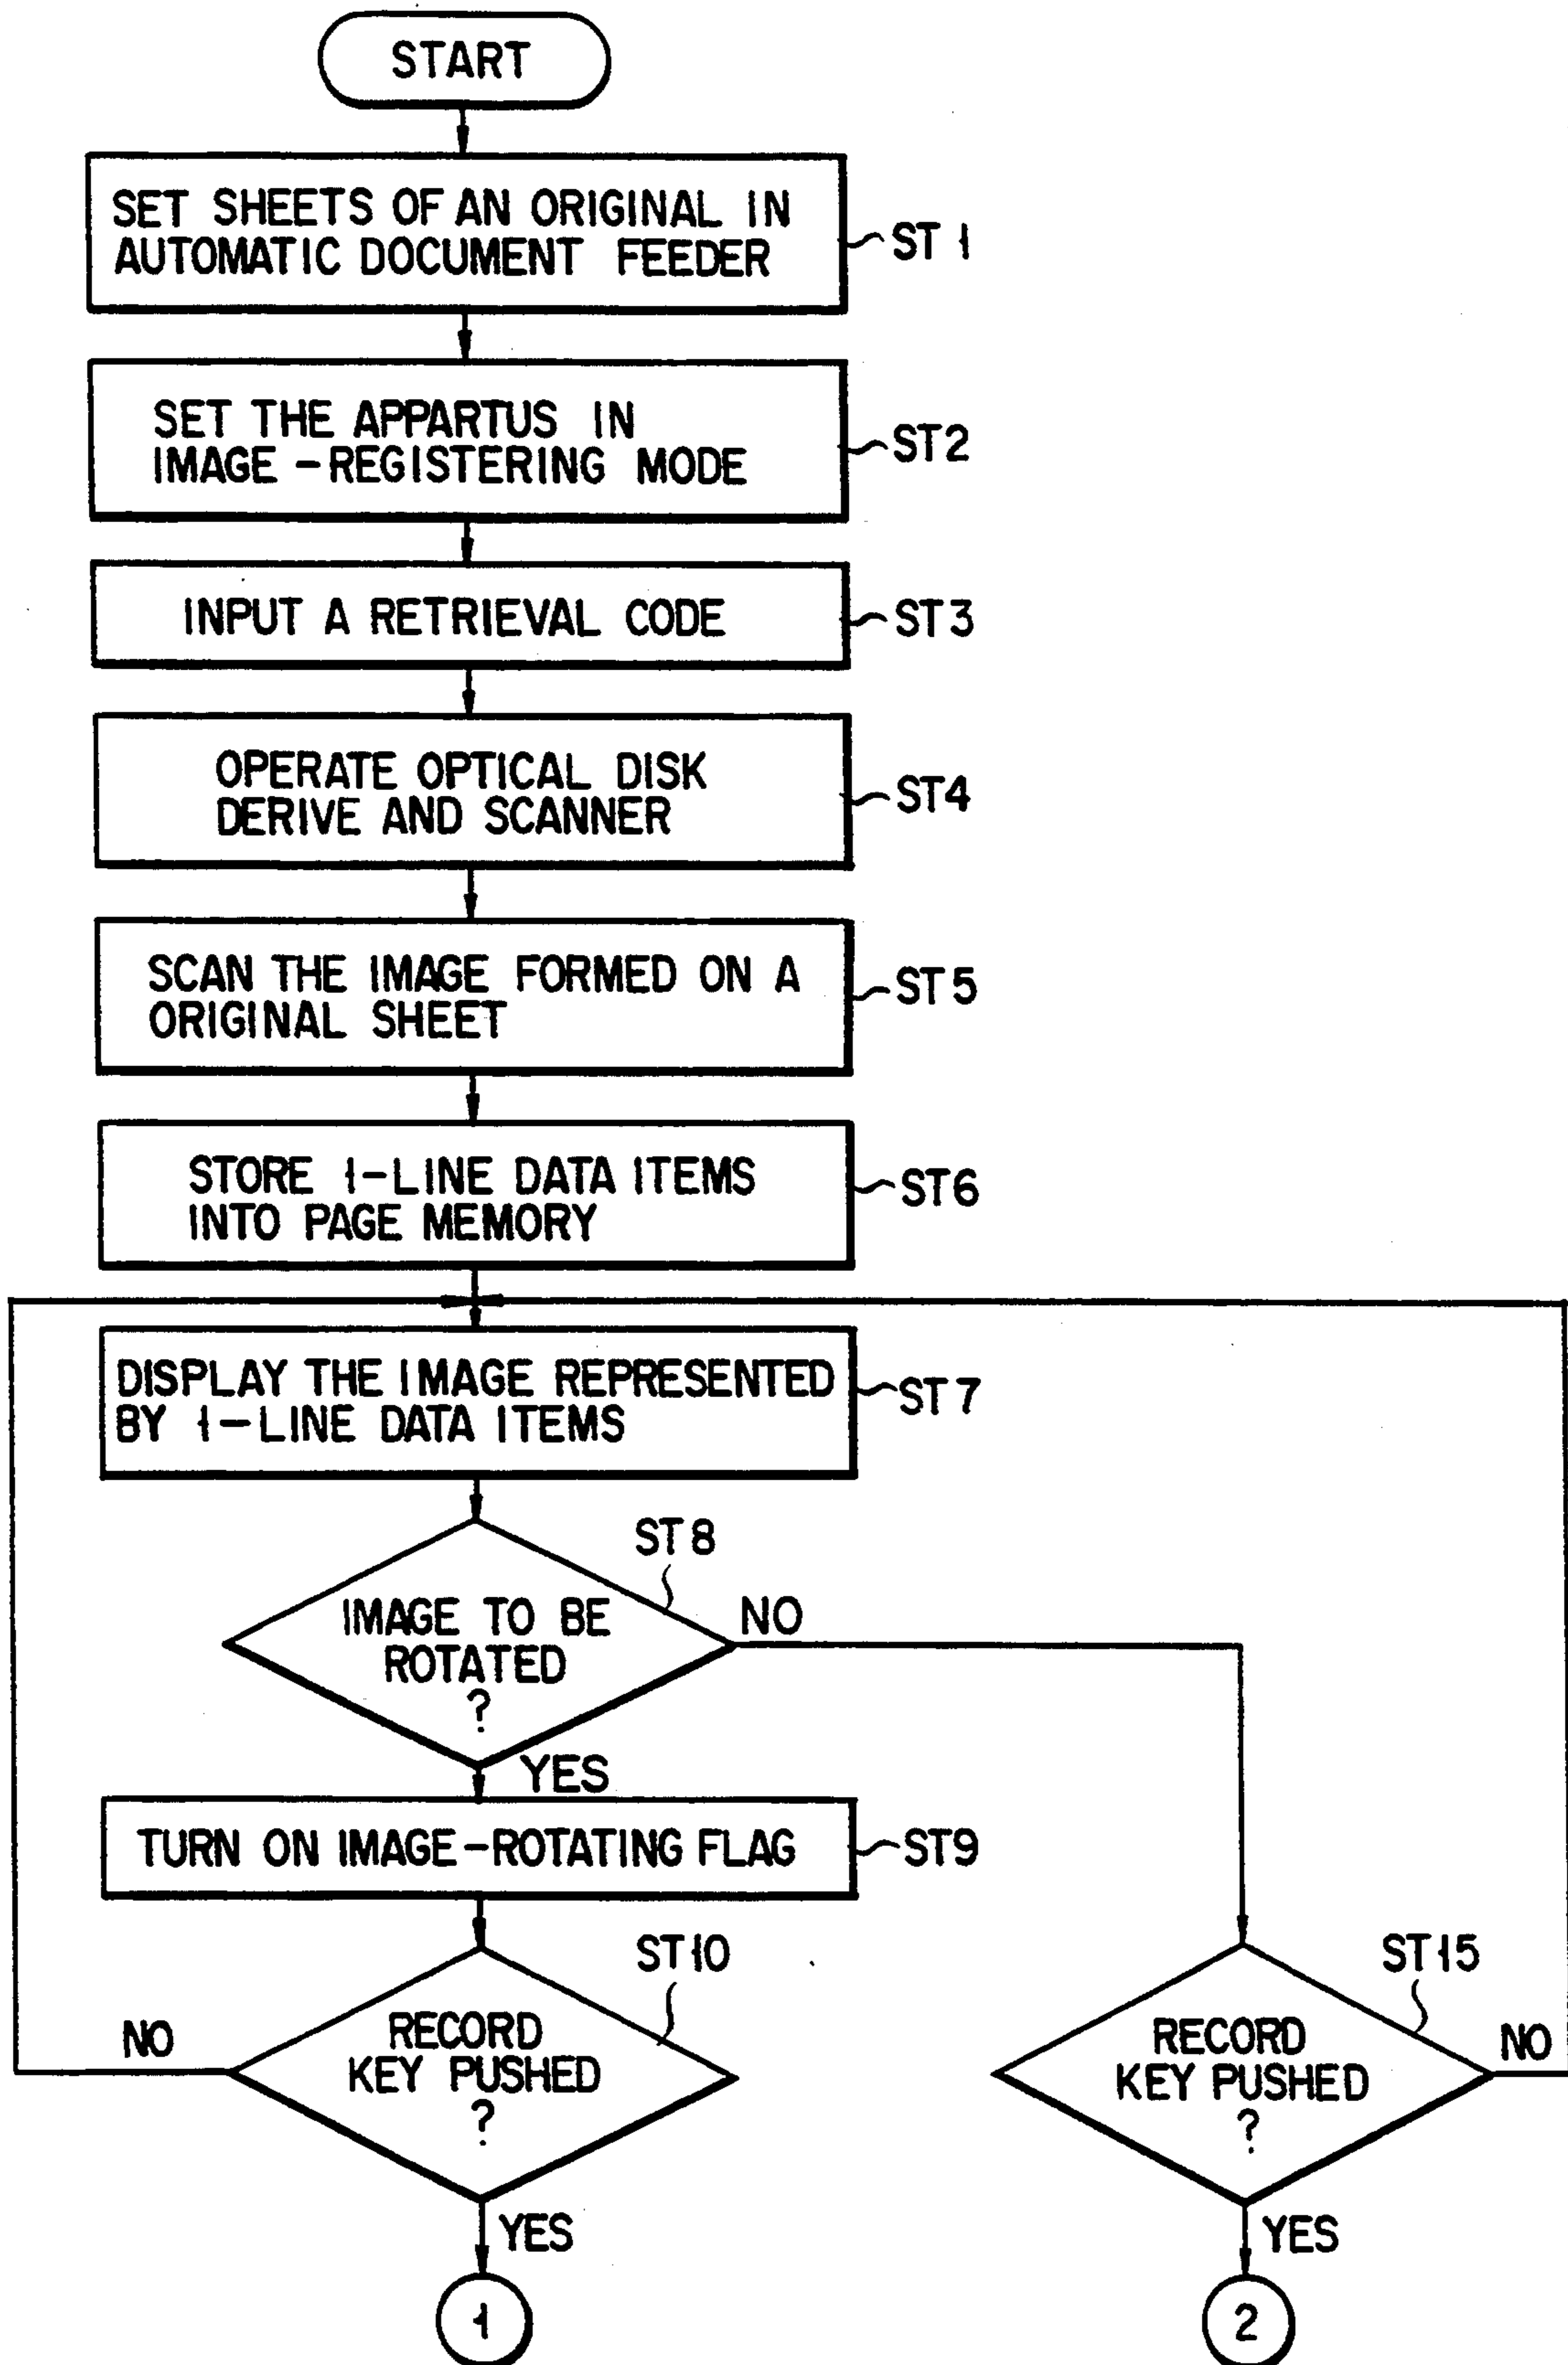 START
SET SHEETS OF AN ORIGINAL IN
AUTOMATIC DOCUMENT FEEDER
ST1
SET THE APPARTUS IN
IMAGE-REGISTERING MODE
ST2
INPUT A RETRIEVAL CODE
ST3
OPERATE OPTICAL DISK
DERIVE AND SCANNER
ST4
SCAN THE IMAGE FORMED ON A
ORIGINAL SHEET
ST5
STORE 1-LINE DATA ITEMS
INTO PAGE MEMORY
ST6
DISPLAY THE IMAGE REPRESENTED
BY 1-LINE DATA ITEMS
ST7
ST8
IMAGE TO BE
ROTATED
?
NO
YES
TURN ON IMAGE-ROTATING FLAG
ST9
ST10
RECORD
KEY PUSHED
?
NO
YES
1
ST15
RECORD
KEY PUSHED
?
NO
YES
2